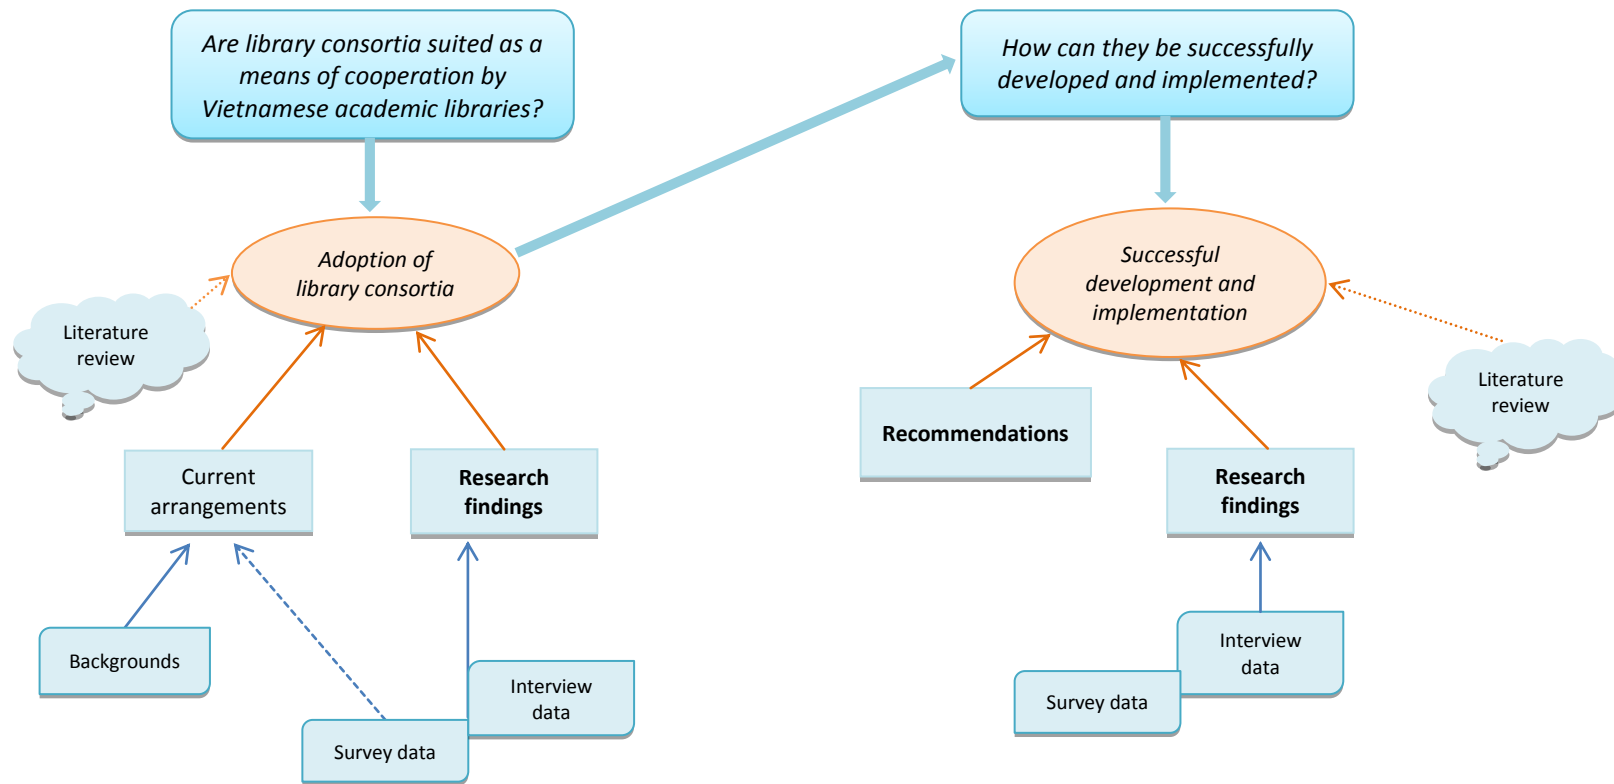 Are library consortia suited as a
means of cooperation by
Vietnamese academic libraries?
How can they be successfully
developed and implemented?
Adoption of
library consortia
Successful
development and
implementation
Literature
review
Literature
review
Recommendations
Current
arrangements
Research
findings
Research
findings
Backgrounds
Interview
data
Survey data
Interview
data
Survey data